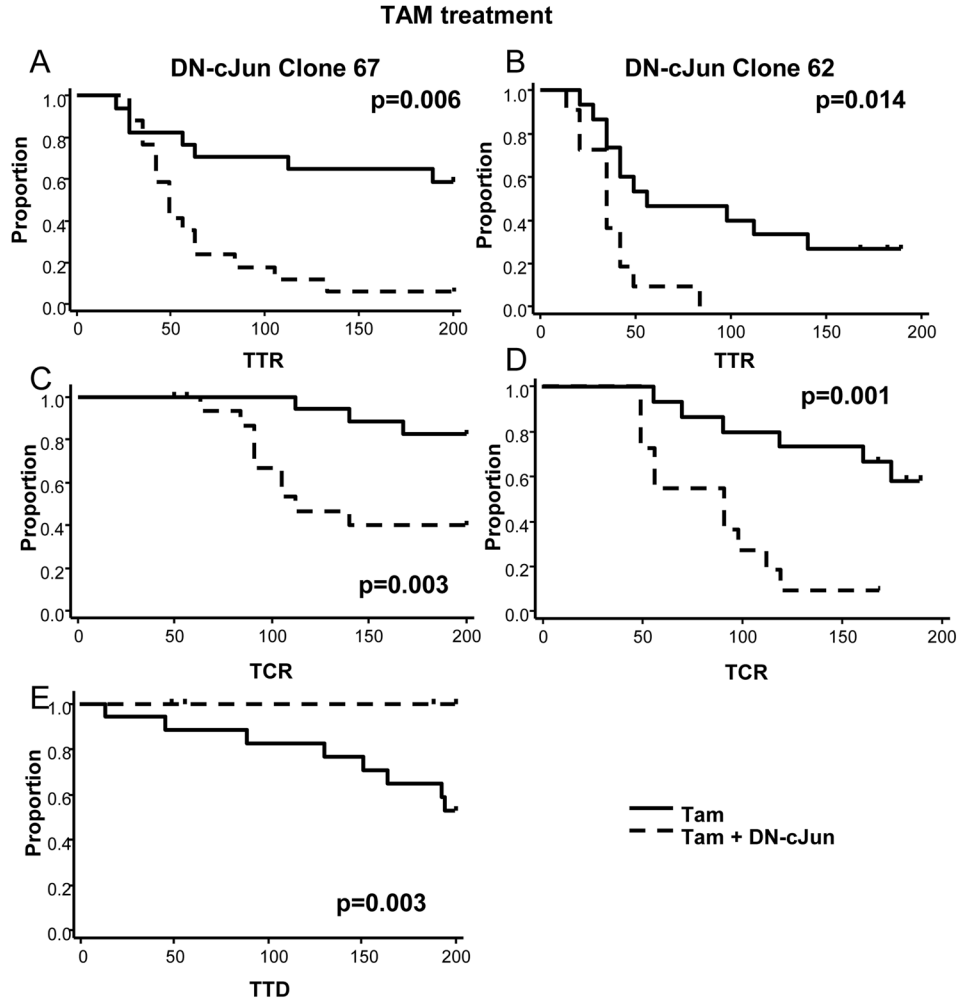 TAM treatment
A
DN-cJun Clone 67
p=0.006
Proportion
1.0
0.8
0.6
0.4
0.2
0.0
0 50 100 150 200
TTR
B
DN-cJun Clone 62
p=0.014
Proportion
1.0
0.8
0.6
0.4
0.2
0.0
0 50 100 150 200
TTR
C
Proportion
1.0
0.8
0.6
0.4
0.2
0.0
p=0.003
0 50 100 150 200
TCR
D
p=0.001
Proportion
1.0
0.8
0.6
0.4
0.2
0.0
0 50 100 150 200
TCR
E
Proportion
1.0
0.8
0.6
0.4
0.2
0.0
p=0.003
0 50 100 150 200
TTD
Tam
Tam + DN-cJun